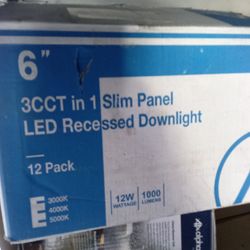 6"
3CCT in 1 Slim Panel
LED Recessed Downlight
12 Pack
3000K
4000K
5000K
12W
WATTAGE
1000
LUMENS